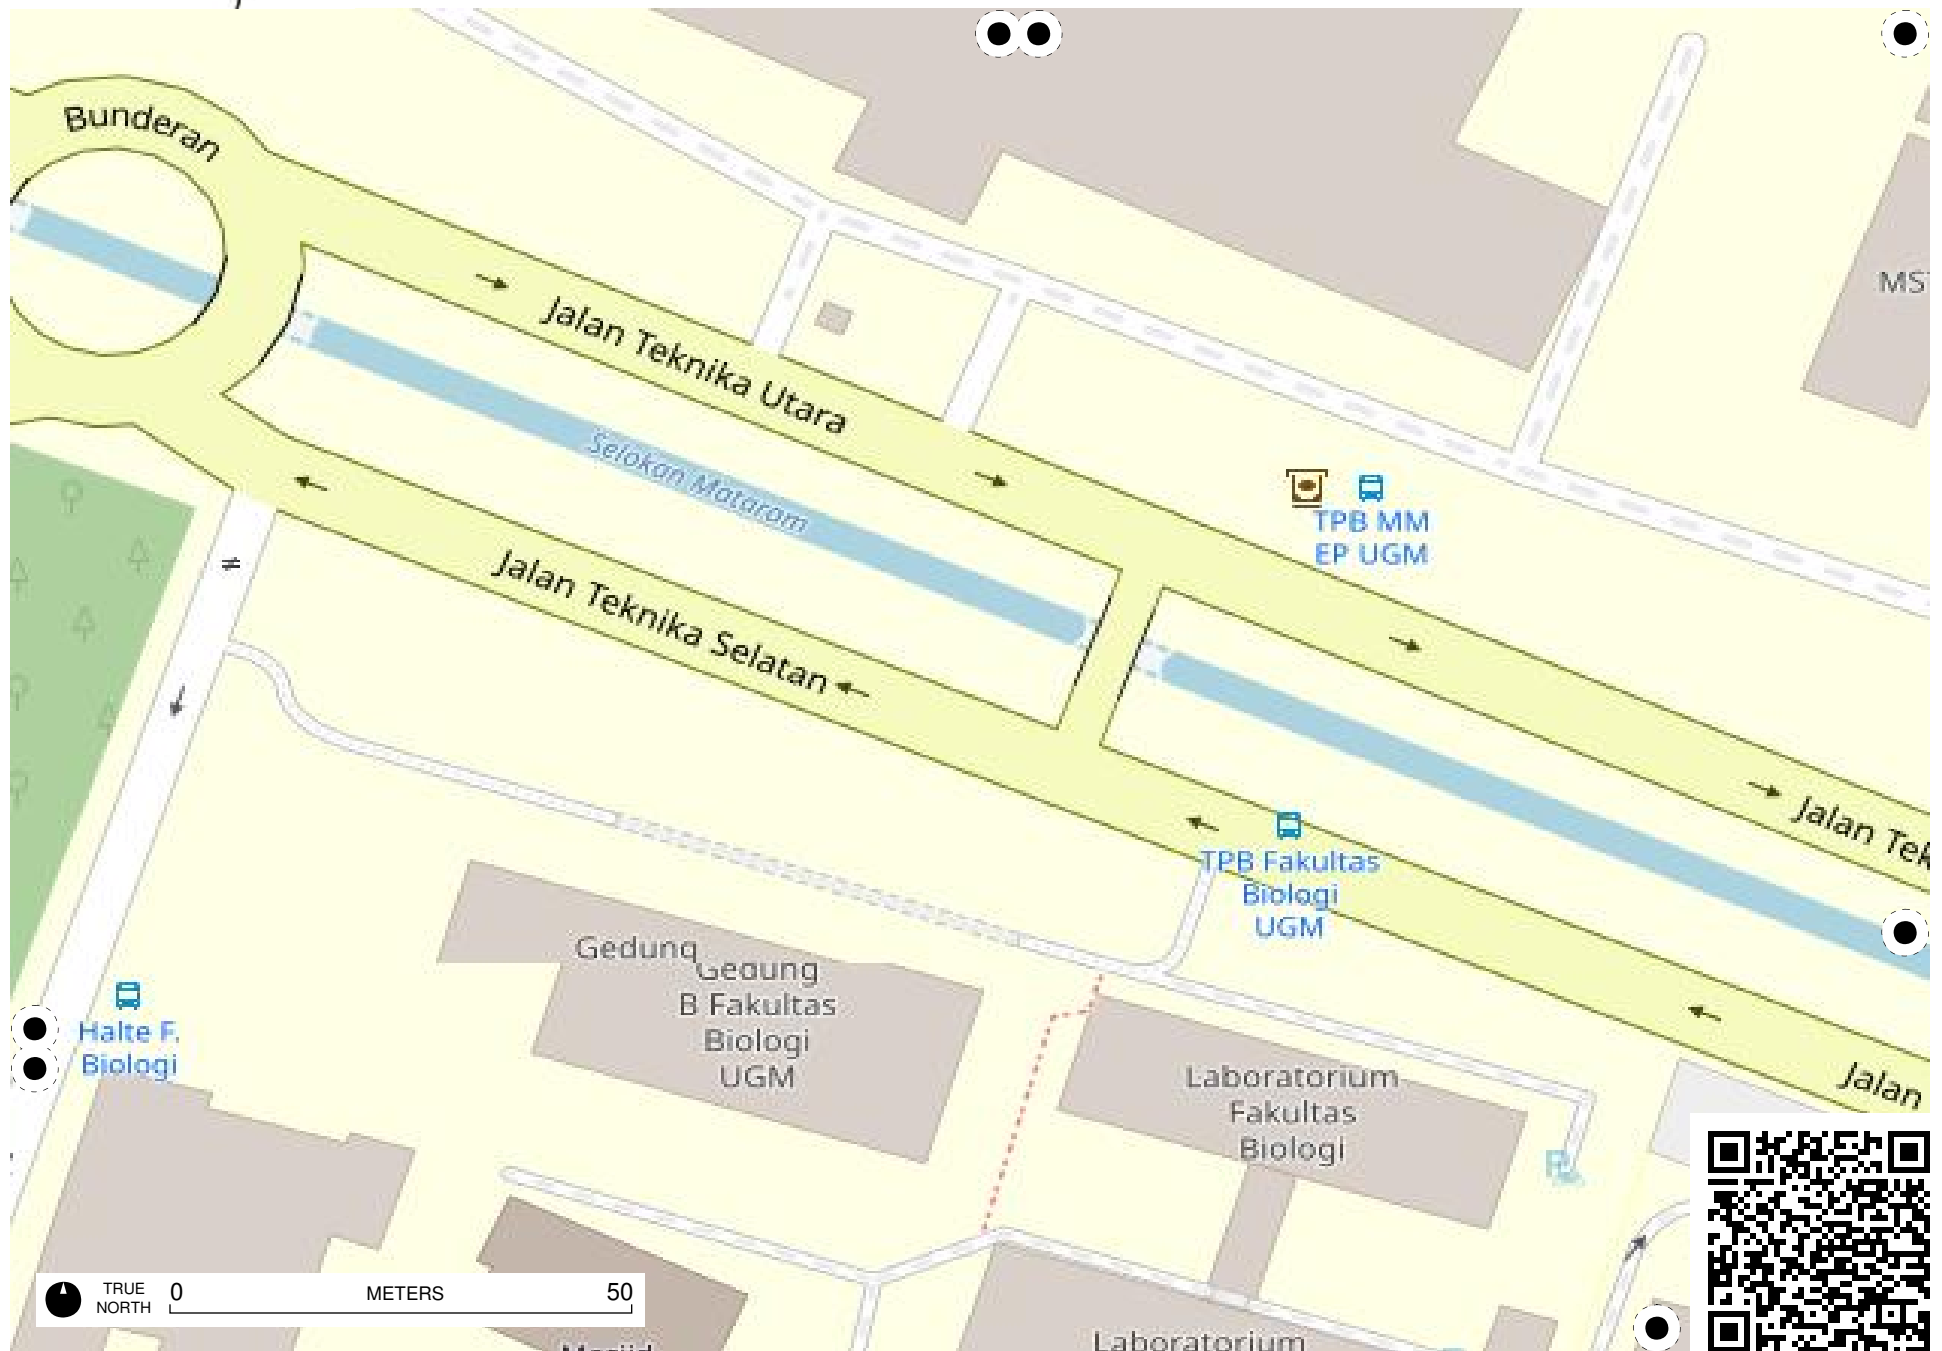 Bunderan
MS
Jalan Teknika Utara
Selokan Mataram
TPB MM
EP UGM
Jalan Teknika Selatan
Jalan Tek
TPB Fakultas
Biologi
UGM
Gedung
Gedung
B Fakultas
Biologi
UGM
Halte F.
Biologi
Laboratorium
Fakultas
Biologi
Jalan
P
TRUE
NORTH
0
METERS
50
Masjid
Laboratorium